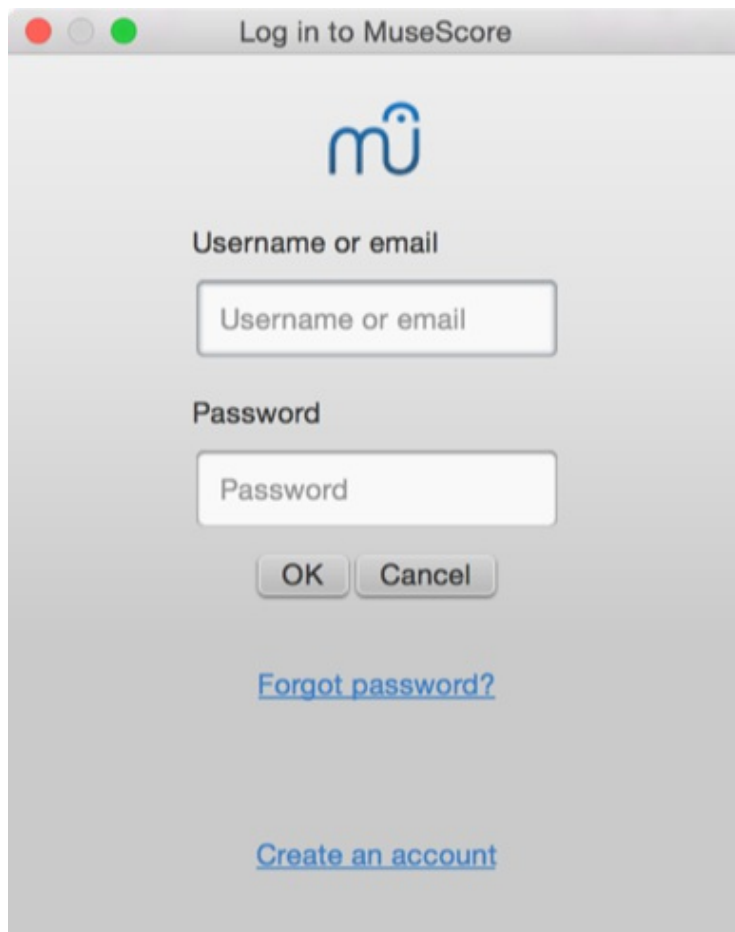 Log in to MuseScore
Username or email
Username or email
Password
Password
OK Cancel
Forgot password?
Create an account